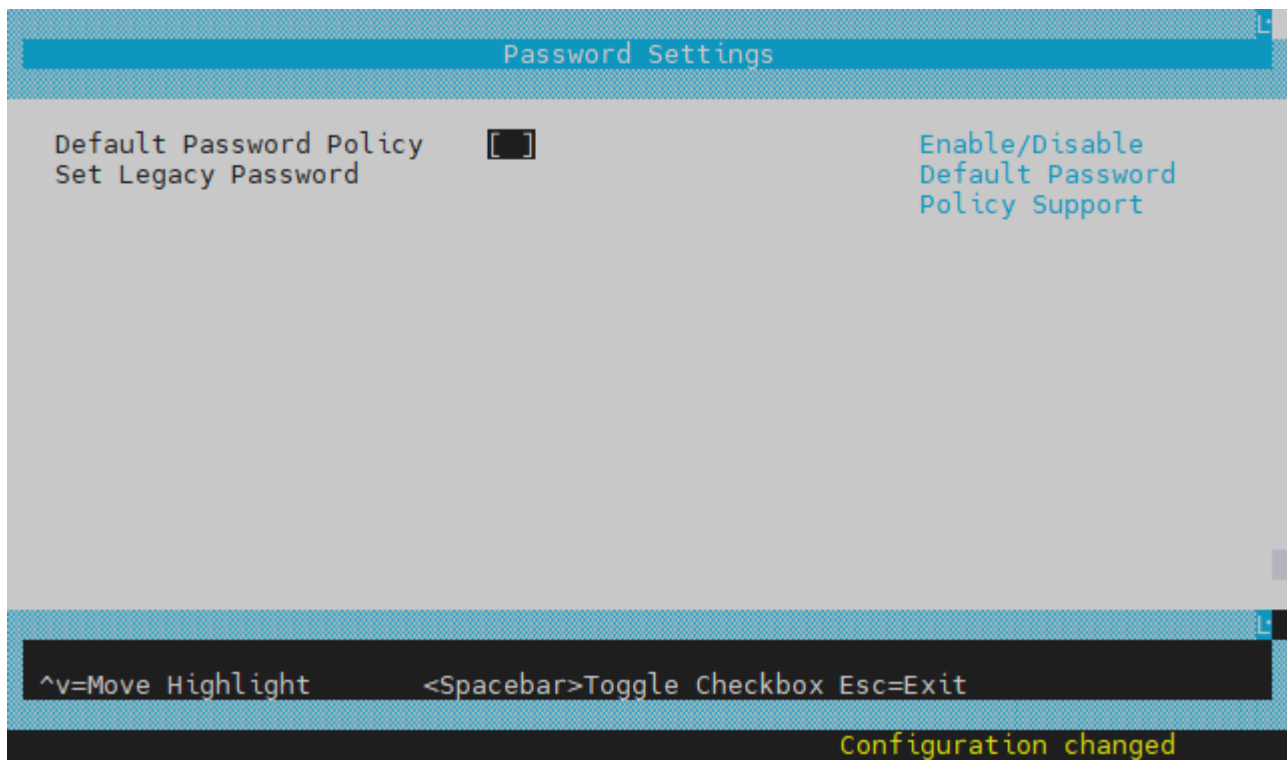 Password Settings
Default Password Policy [ ] Enable/Disable
Set Legacy Password Default Password
Policy Support
^v=Move Highlight <Spacebar>Toggle Checkbox Esc=Exit
Configuration changed